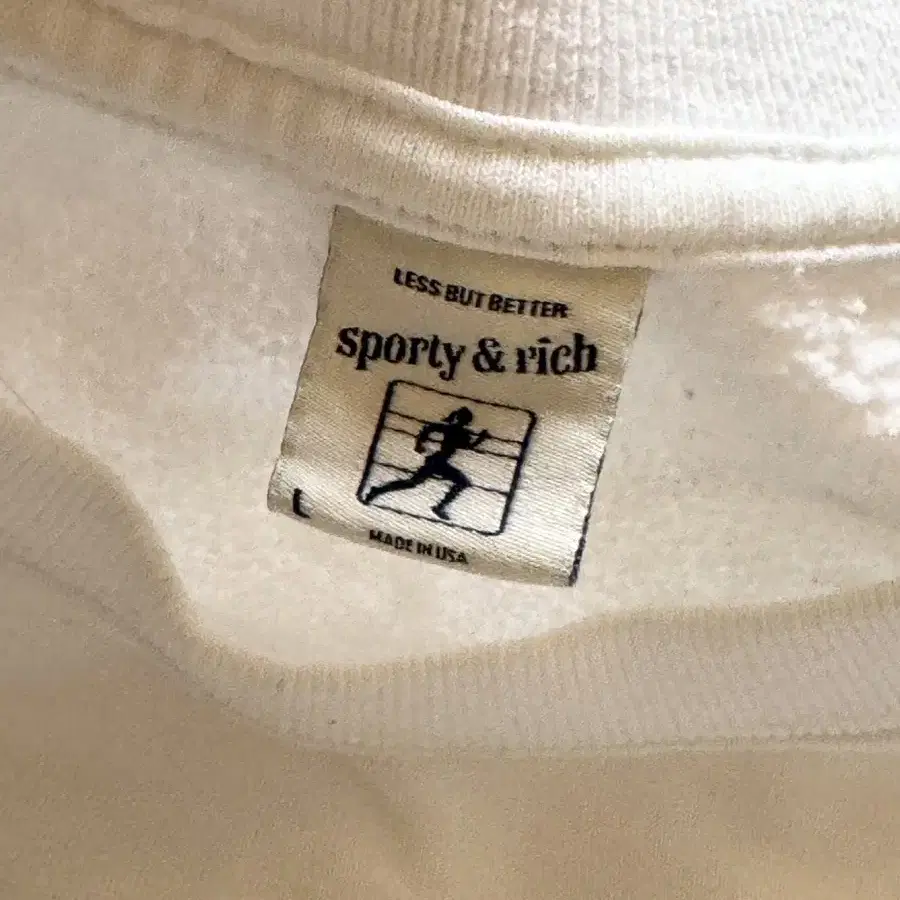 LESS BUT BETTER
sporty & rich
L
MADE IN USA